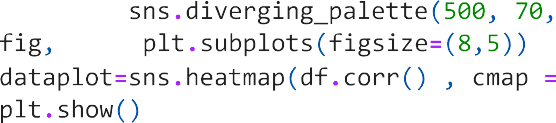 sns.diverging_palette(500, 70,
fig, plt.subplots(figsize=(8,5))
dataplot=sns.heatmap(df.corr() , cmap =
plt.show()